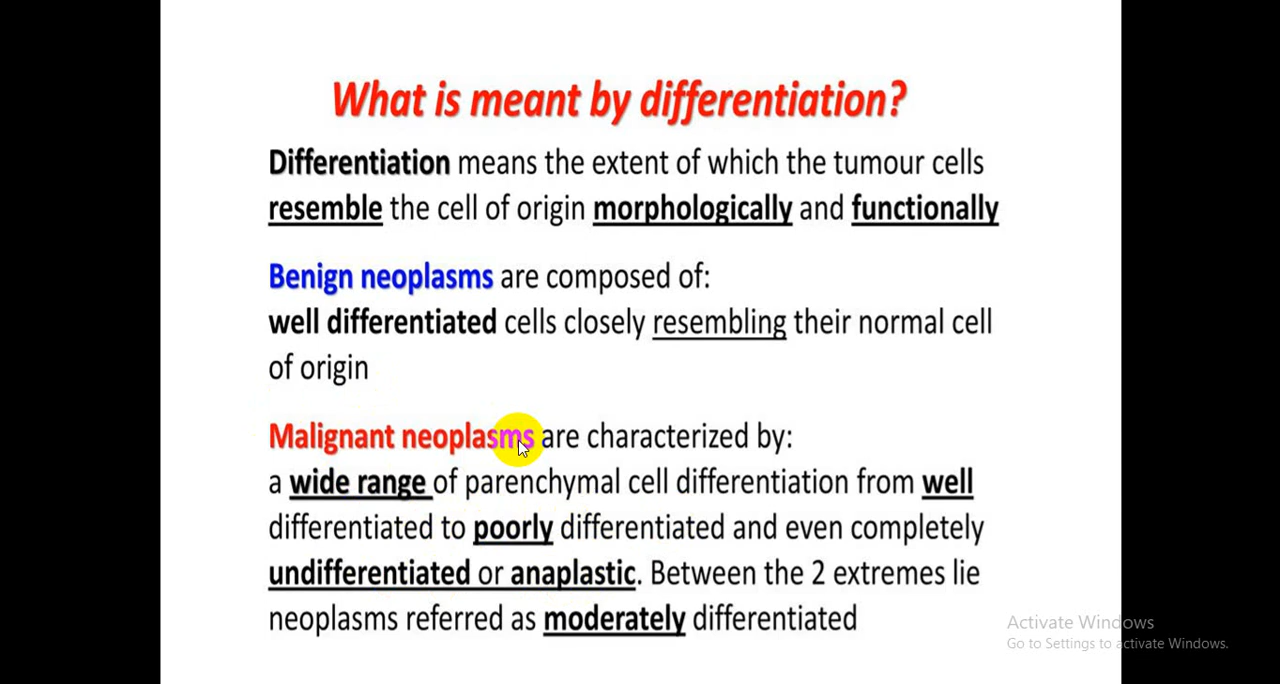 What is meant by differentiation?
Differentiation means the extent of which the tumour cells
resemble the cell of origin morphologically and functionally
Benign neoplasms are composed of:
well differentiated cells closely resembling their normal cell
of origin
Malignant neoplasms are characterized by:
a wide range of parenchymal cell differentiation from well
differentiated to poorly differentiated and even completely
undifferentiated or anaplastic. Between the 2 extremes lie
neoplasms referred as moderately differentiated
Activate Windows
Go to Settings to activate Windows.